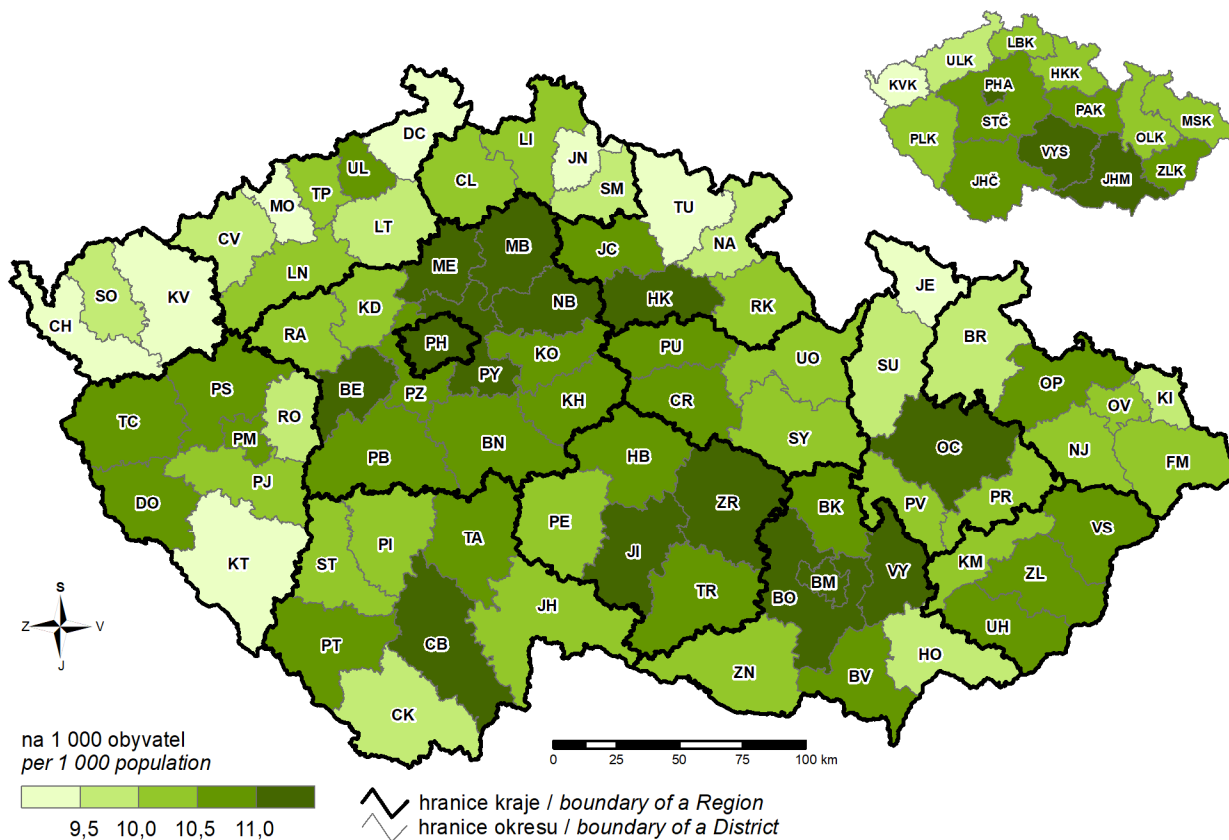 LBK
ULK
HKK
KVK
PHA
PAK
MSK
STČ
OLK
PLK
VYS
ZLK
JHČ
JHM
DC
LI
JN
UL
CL
SM
TP
MO
TU
LT
CV
NA
MB
JC
ME
LN
SO
KV
JE
NB
HK
KD
RK
CH
RA
BR
PH
KO
PU
UO
SU
PY
BE
PZ
OP
PS
KH
CR
KI
RO
OV
TC
PM
SY
BN
OC
NJ
PB
HB
FM
PJ
DO
ZR
PR
PV
BK
PE
VS
TA
PI
JI
ST
KT
KM
VY
BM
ZL
TR
BO
JH
S
Z V
J
UH
CB
PT
HO
ZN
BV
CK
na 1 000 obyvatel
per 1 000 population
9,5 10,0 10,5 11,0
0 25 50 75 100 km
hranice kraje / boundary of a Region
hranice okresu / boundary of a District